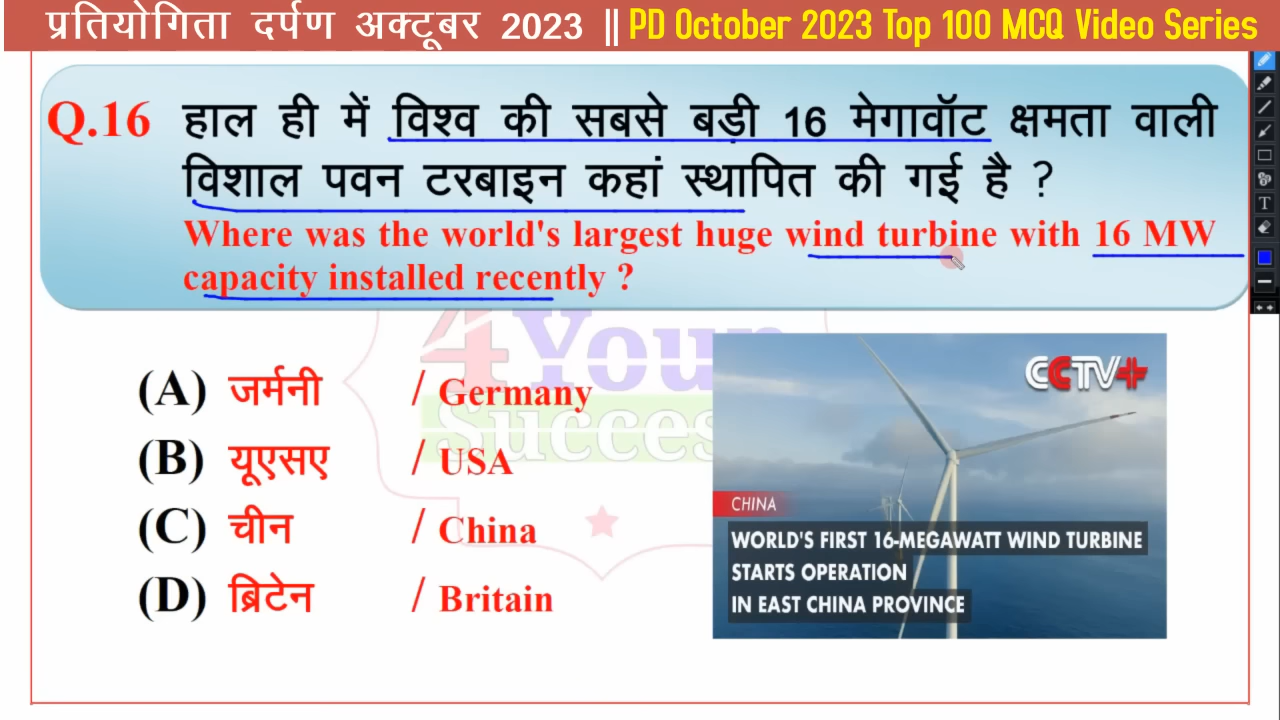 प्रतियोगिता दर्पण अक्टूबर 2023 || PD October 2023 Top 100 MCQ Video Series
Q.16 हाल ही में विश्व की सबसे बड़ी 16 मेगावॉट क्षमता वाली
विशाल पवन टरबाइन कहां स्थापित की गई है ?
Where was the world's largest huge wind turbine with 16 MW
capacity installed recently ?
4Your
Success
(A) जर्मनी / Germany
(B) यूएसए / USA
(C) चीन / China
(D) ब्रिटेन / Britain
CCTV+
CHINA
WORLD'S FIRST 16-MEGAWATT WIND TURBINE
STARTS OPERATION
IN EAST CHINA PROVINCE